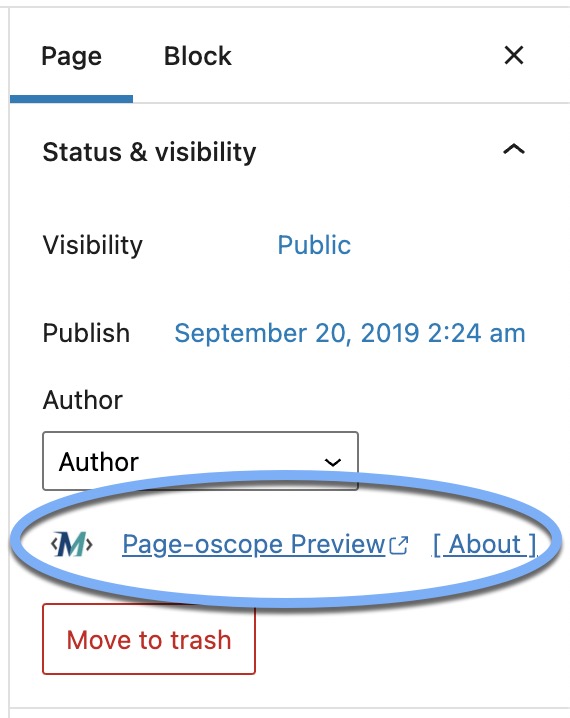 Page Block
Status & visibility
Visibility Public
Publish September 20, 2019 2:24 am
Author
Author
<M> Page-oscope Preview [ About ]
Move to trash